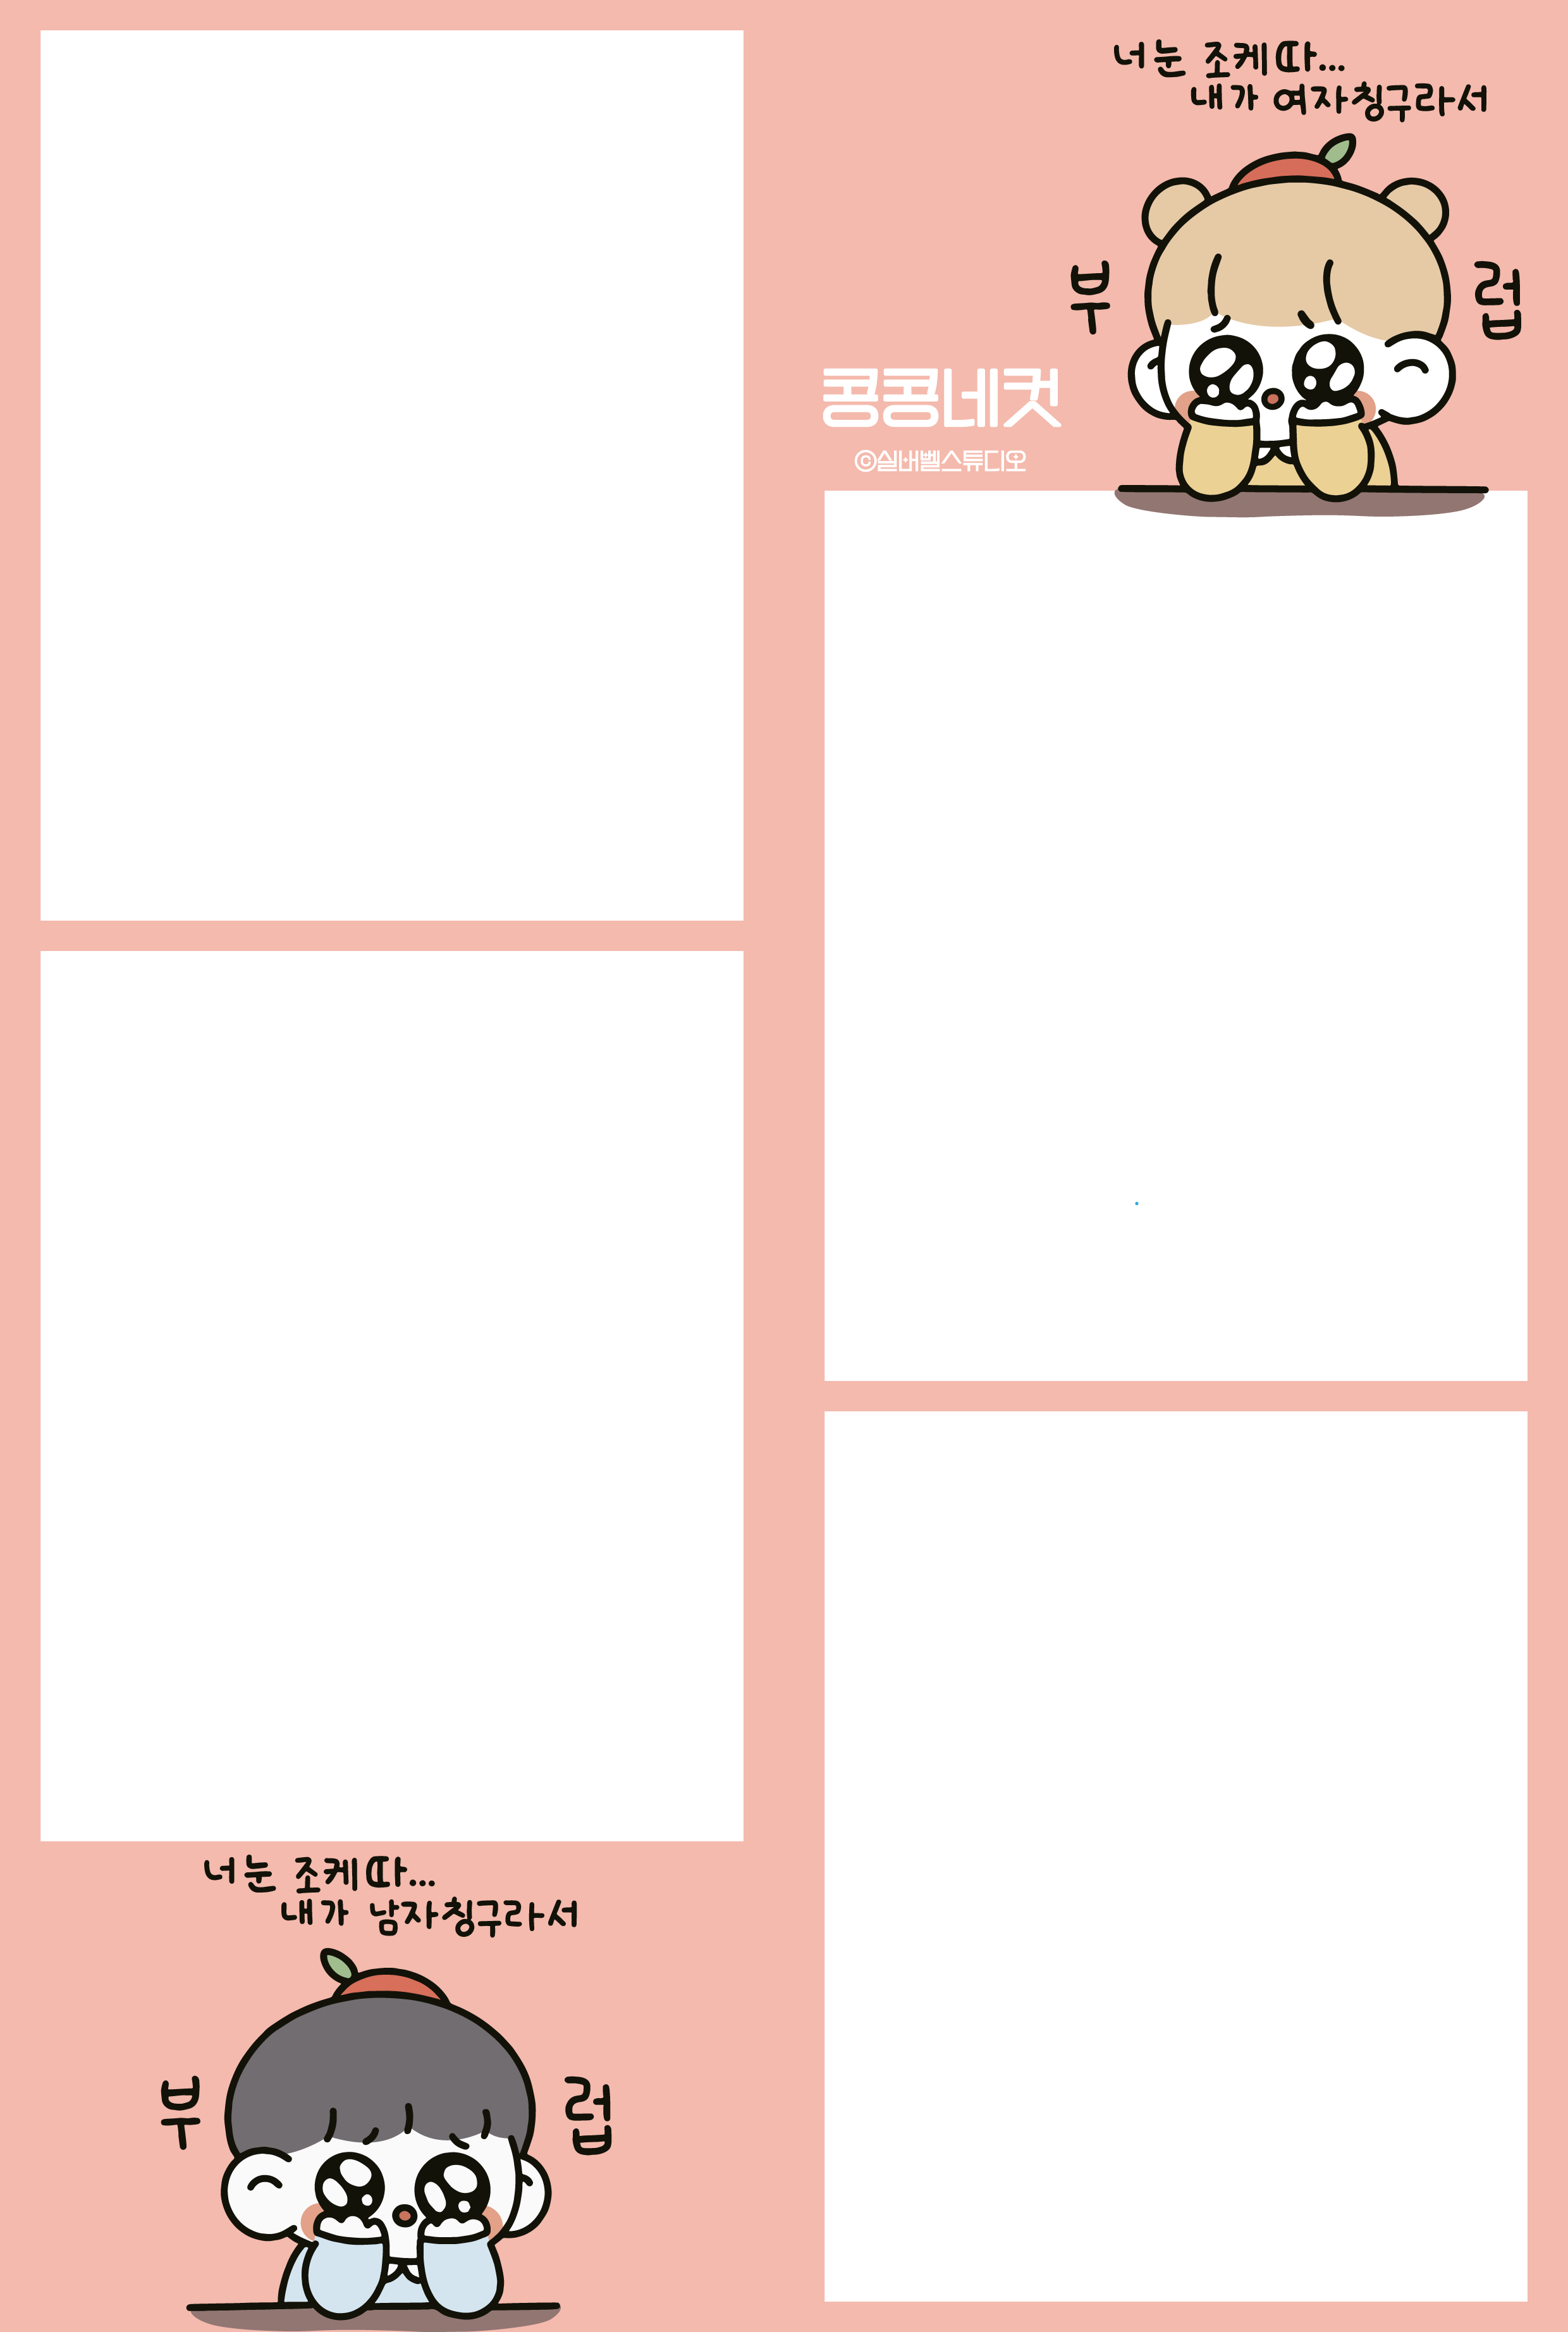 너는 조케따...
내가 여자칭구라서
부 럽
콩콩네컷
©실버벨스튜디오
너는 조케따...
내가 남자칭구라서
부 럽